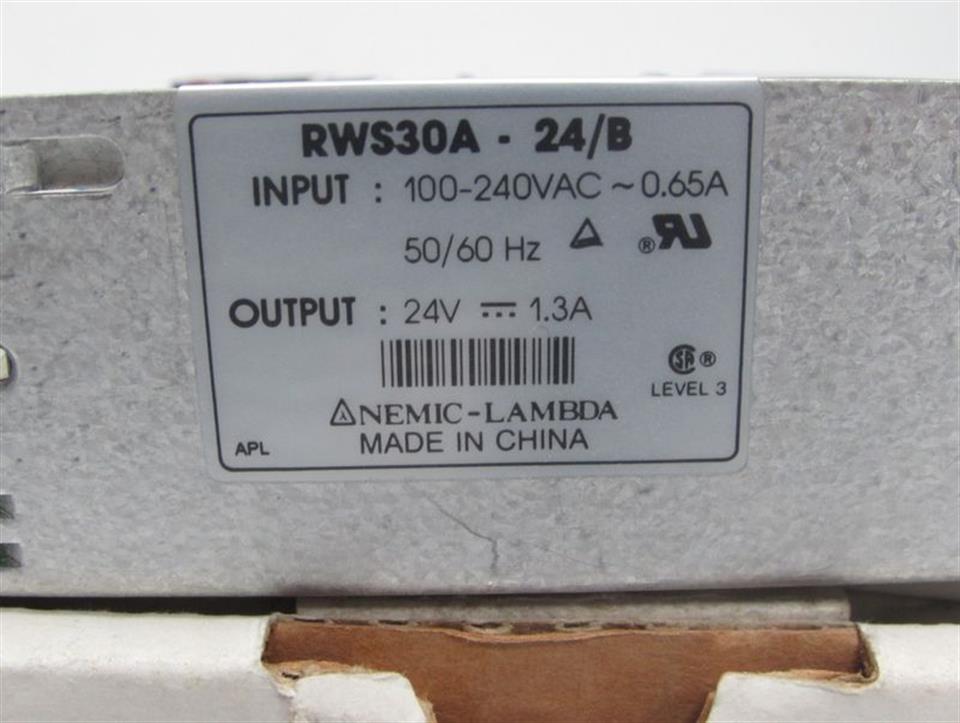 RWS30A - 24/B
INPUT : 100-240VAC ~ 0.65A
50/60 Hz
OUTPUT : 24V ⎓ 1.3A
LEVEL 3
NEMIC-LAMBDA
APL MADE IN CHINA